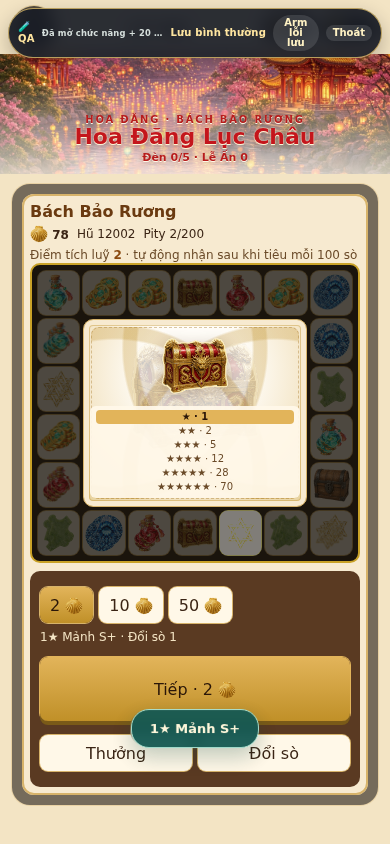 🧪 QA
Đã mở chức năng + 20 …
Lưu bình thường
Arm lỗi lưu
Thoát
HOA ĐĂNG · BÁCH BẢO RƯƠNG
Hoa Đăng Lục Châu
Đèn 0/5 · Lễ Ấn 0
Bách Bảo Rương
78 Hũ 12002 Pity 2/200
Điểm tích luỹ 2 · tự động nhận sau khi tiêu mỗi 100 sò
★ · 1
★★ · 2
★★★ · 5
★★★★ · 12
★★★★★ · 28
★★★★★★ · 70
2
10
50
1★ Mảnh S+ · Đổi sò 1
Tiếp · 2
1★ Mảnh S+
Thưởng
Đổi sò